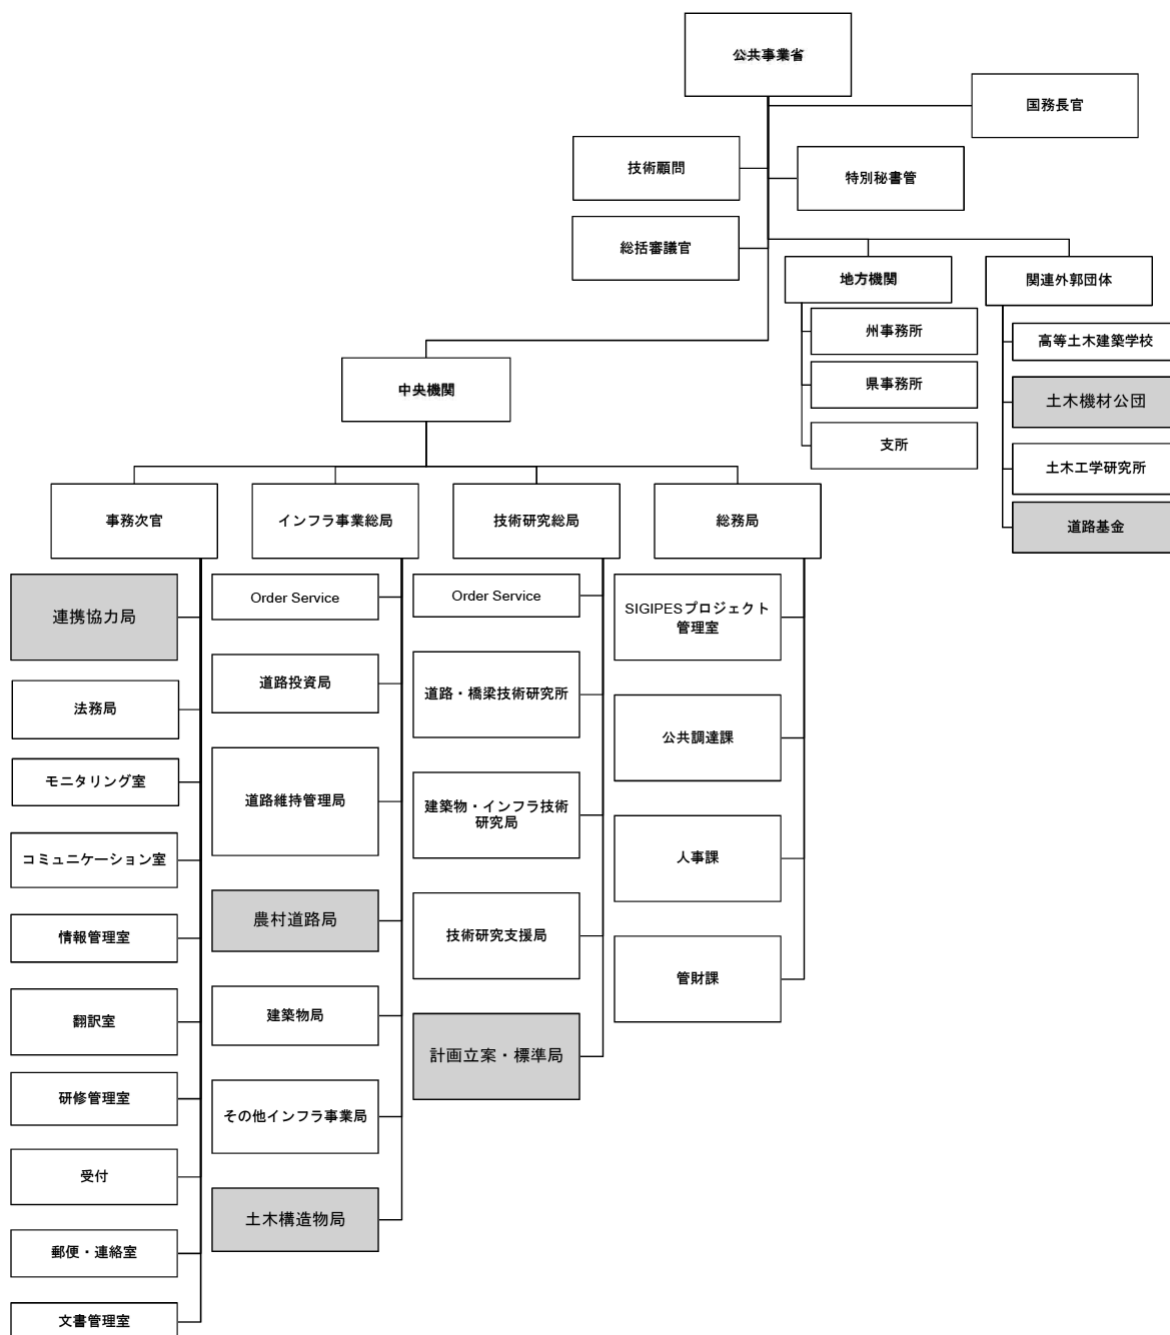 公共事業省
国務長官
技術顧問
特別秘書管
総括審議官
地方機関
関連外郭団体
州事務所
県事務所
支所
高等土木建築学校
土木機材公団
土木工学研究所
道路基金
中央機関
事務次官
インフラ事業総局
技術研究総局
総務局
連携協力局
法務局
モニタリング室
コミュニケーション室
情報管理室
翻訳室
研修管理室
受付
郵便・連絡室
文書管理室
Order Service
道路投資局
道路維持管理局
農村道路局
建築物局
その他インフラ事業局
土木構造物局
Order Service
道路・橋梁技術研究所
建築物・インフラ技術
研究局
技術研究支援局
計画立案・標準局
SIGIPESプロジェクト
管理室
公共調達課
人事課
管財課